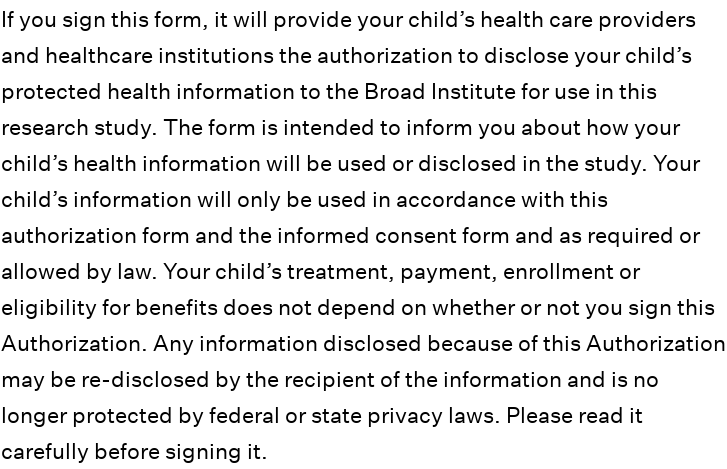 If you sign this form, it will provide your child’s health care providers
and healthcare institutions the authorization to disclose your child’s
protected health information to the Broad Institute for use in this
research study. The form is intended to inform you about how your
child’s health information will be used or disclosed in the study. Your
child’s information will only be used in accordance with this
authorization form and the informed consent form and as required or
allowed by law. Your child’s treatment, payment, enrollment or
eligibility for benefits does not depend on whether or not you sign this
Authorization. Any information disclosed because of this Authorization
may be re-disclosed by the recipient of the information and is no
longer protected by federal or state privacy laws. Please read it
carefully before signing it.